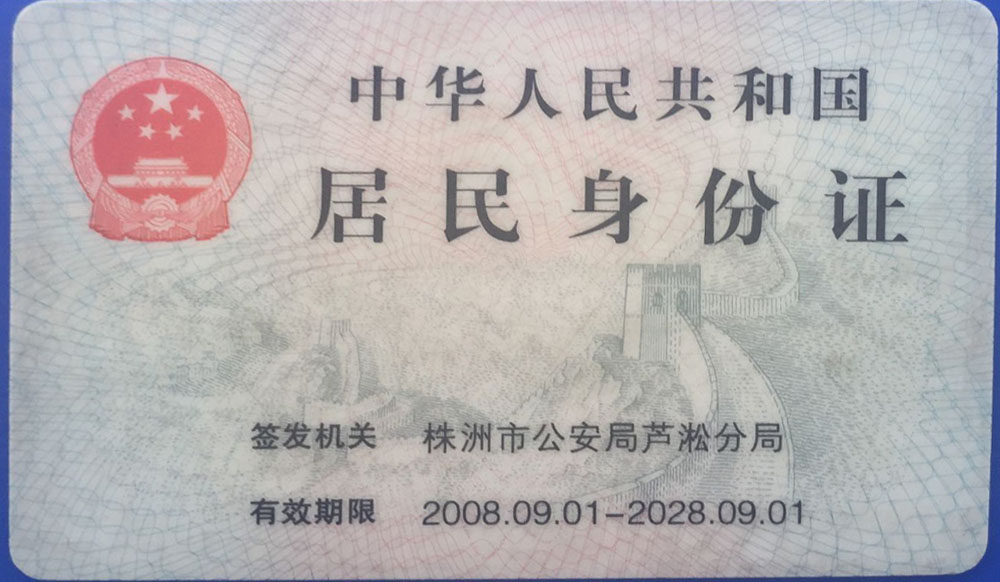 中华人民共和国
居民身份证
签发机关 株洲市公安局芦淞分局
有效期限 2008.09.01-2028.09.01